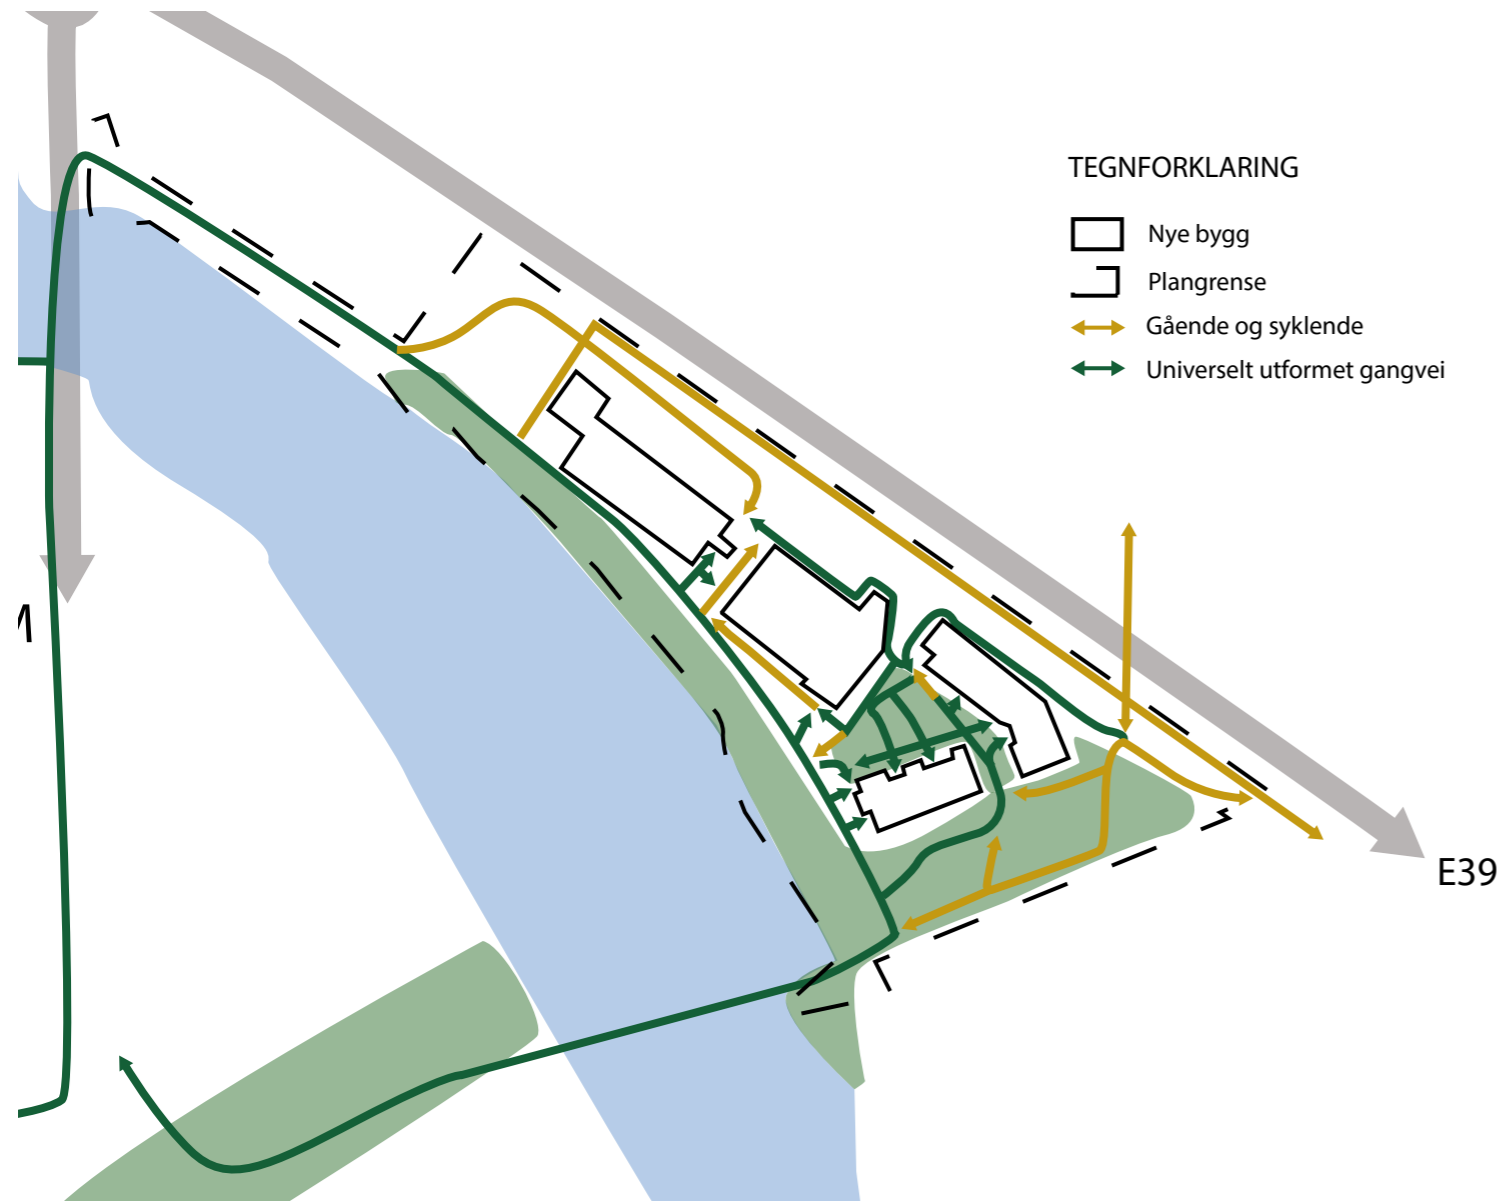 TEGNFORKLARING
Nye bygg
Plangrense
Gående og syklende
Universelt utformet gangvei
E39